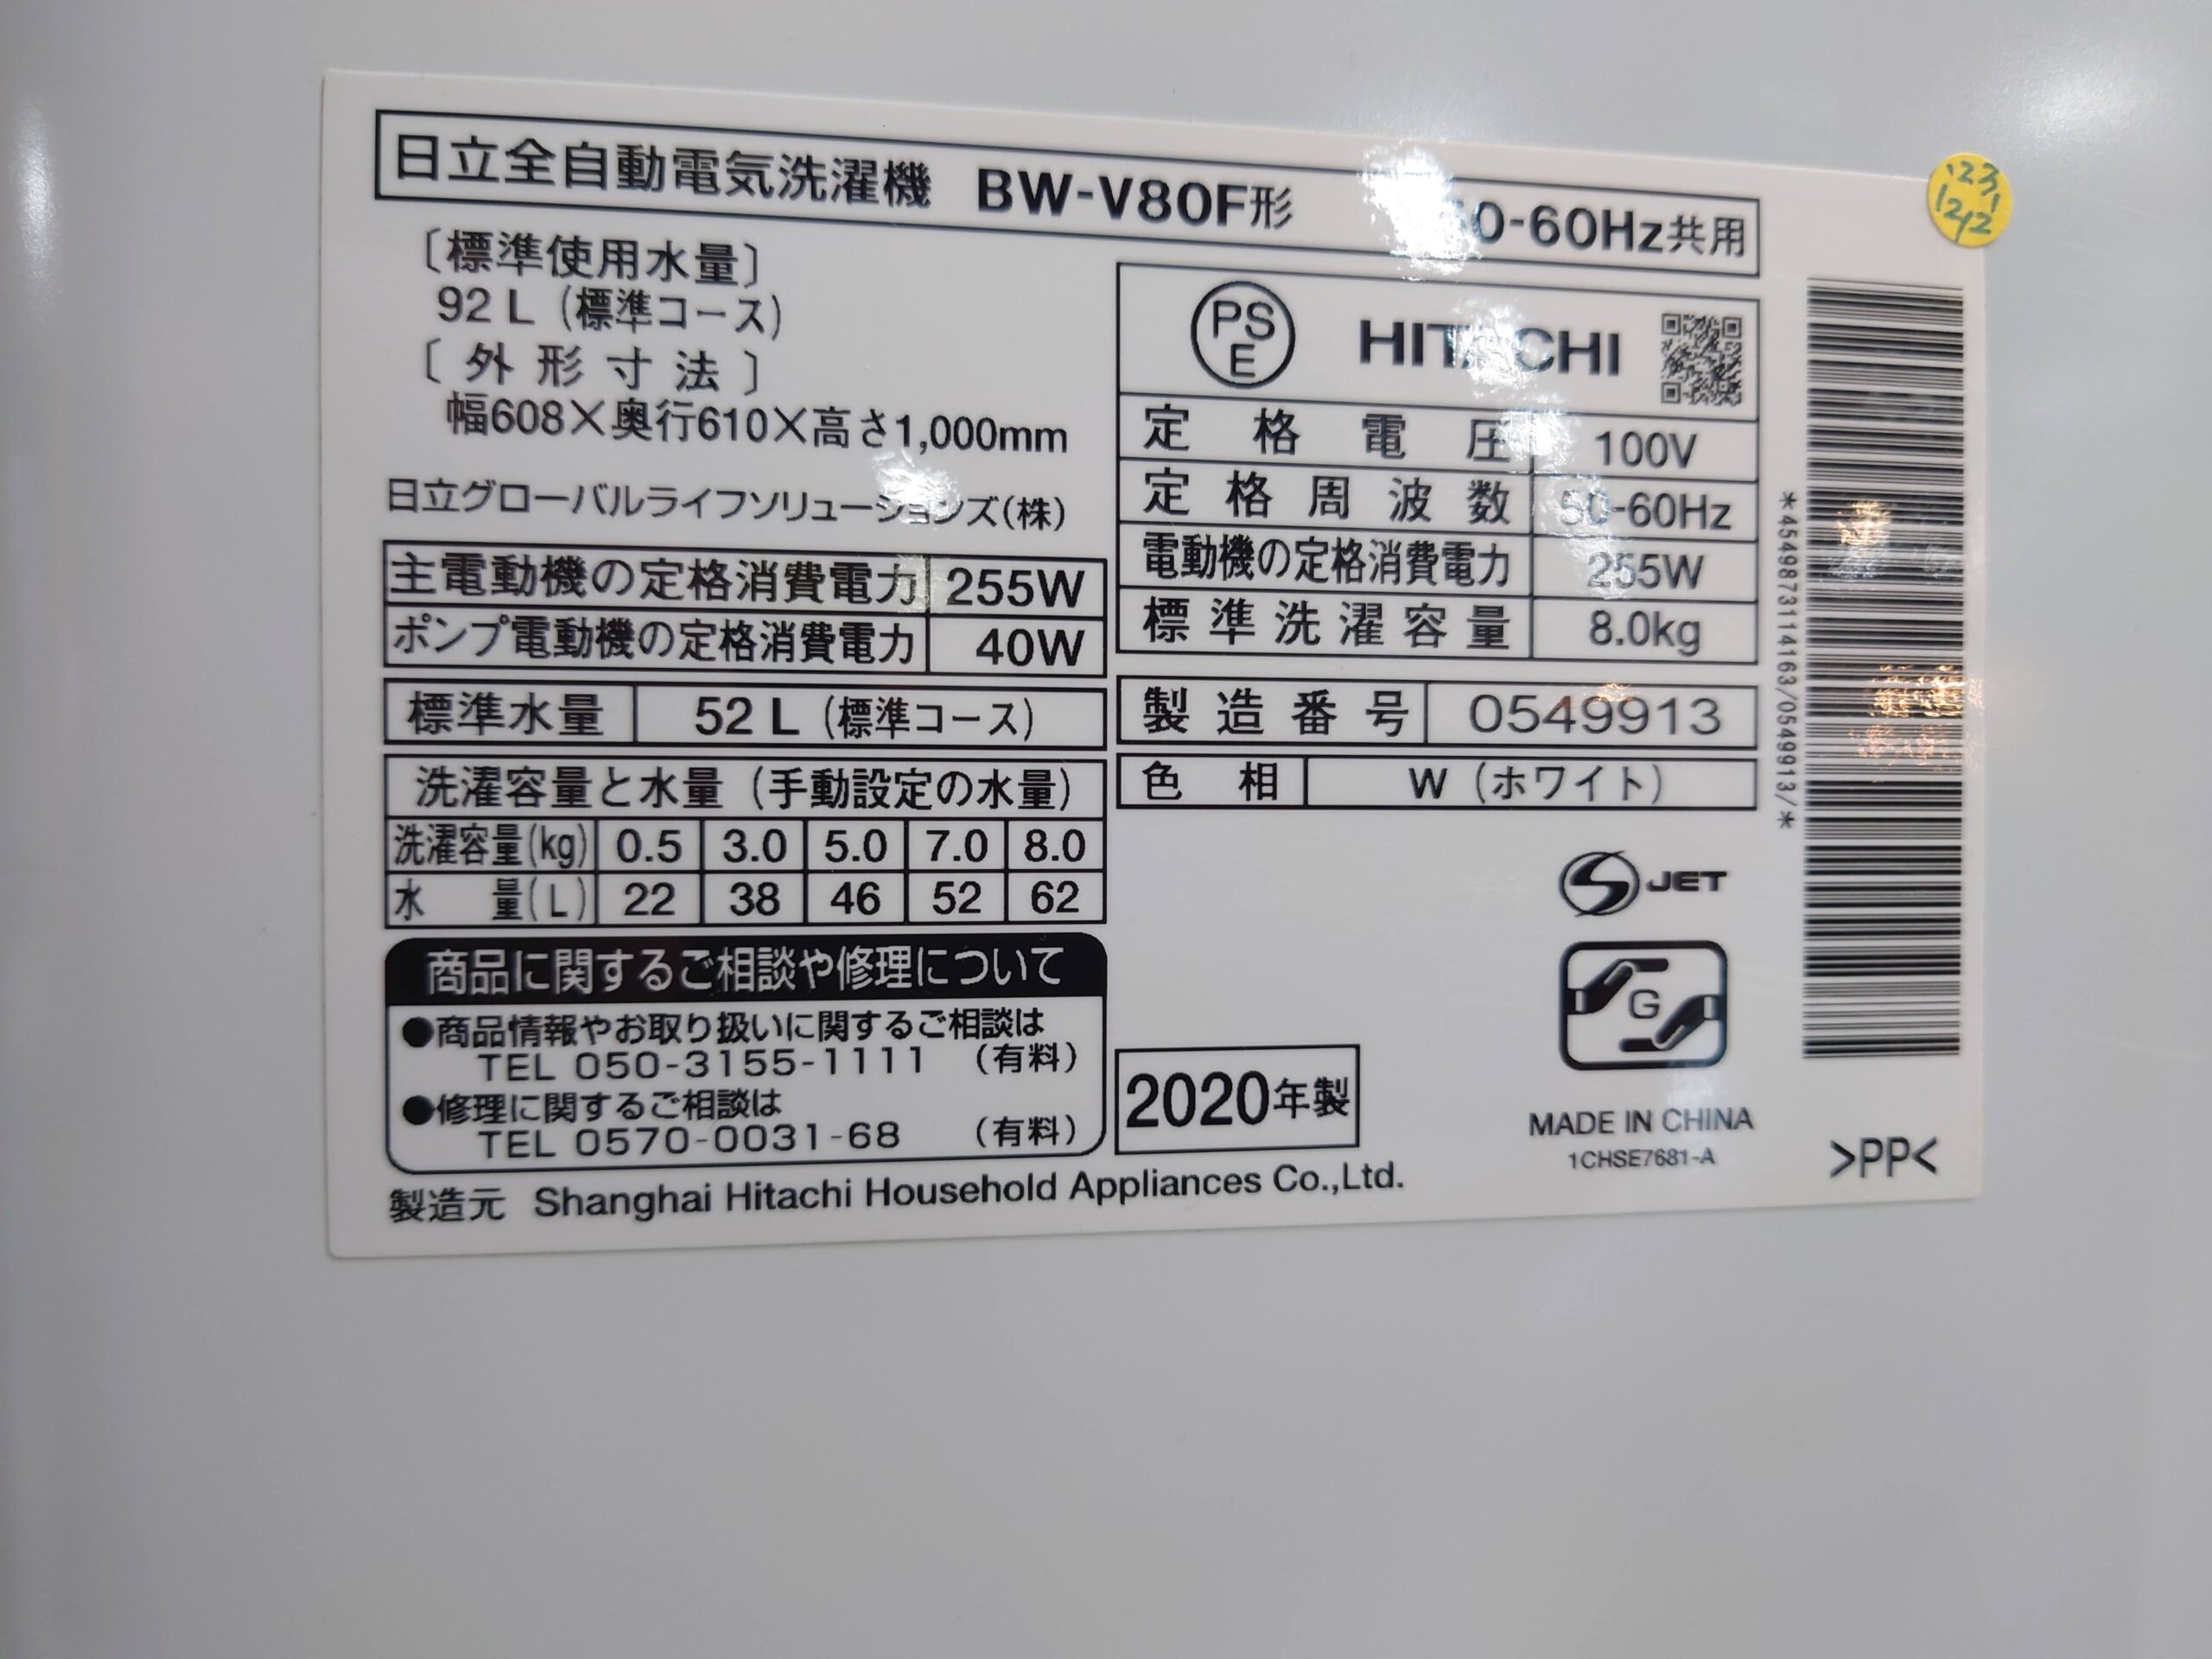 日立全自動電気洗濯機 BW-V80F形 50-60Hz共用
〔標準使用水量〕
92 L (標準コース)
〔外形寸法〕
幅608×奥行610×高さ1,000mm
日立グローバルライフソリューションズ(株)
主電動機の定格消費電力 255W
ポンプ電動機の定格消費電力 40W
標準水量 52 L (標準コース)
洗濯容量と水量 (手動設定の水量)
洗濯容量(kg) 0.5 3.0 5.0 7.0 8.0
水量(L) 22 38 46 52 62
商品に関するご相談や修理について
●商品情報やお取り扱いに関するご相談は
TEL 050-3155-1111 (有料)
●修理に関するご相談は
TEL 0570-0031-68 (有料)
製造元 Shanghai Hitachi Household Appliances Co.,Ltd.
PS E HITACHI
定格電圧 100V
定格周波数 50-60Hz
電動機の定格消費電力 255W
標準洗濯容量 8.0kg
製造番号 0549913
色相 W (ホワイト)
S JET
G
2020年製
MADE IN CHINA
1CHSE7681-A
>PP<
*4549873114163/0549913/*